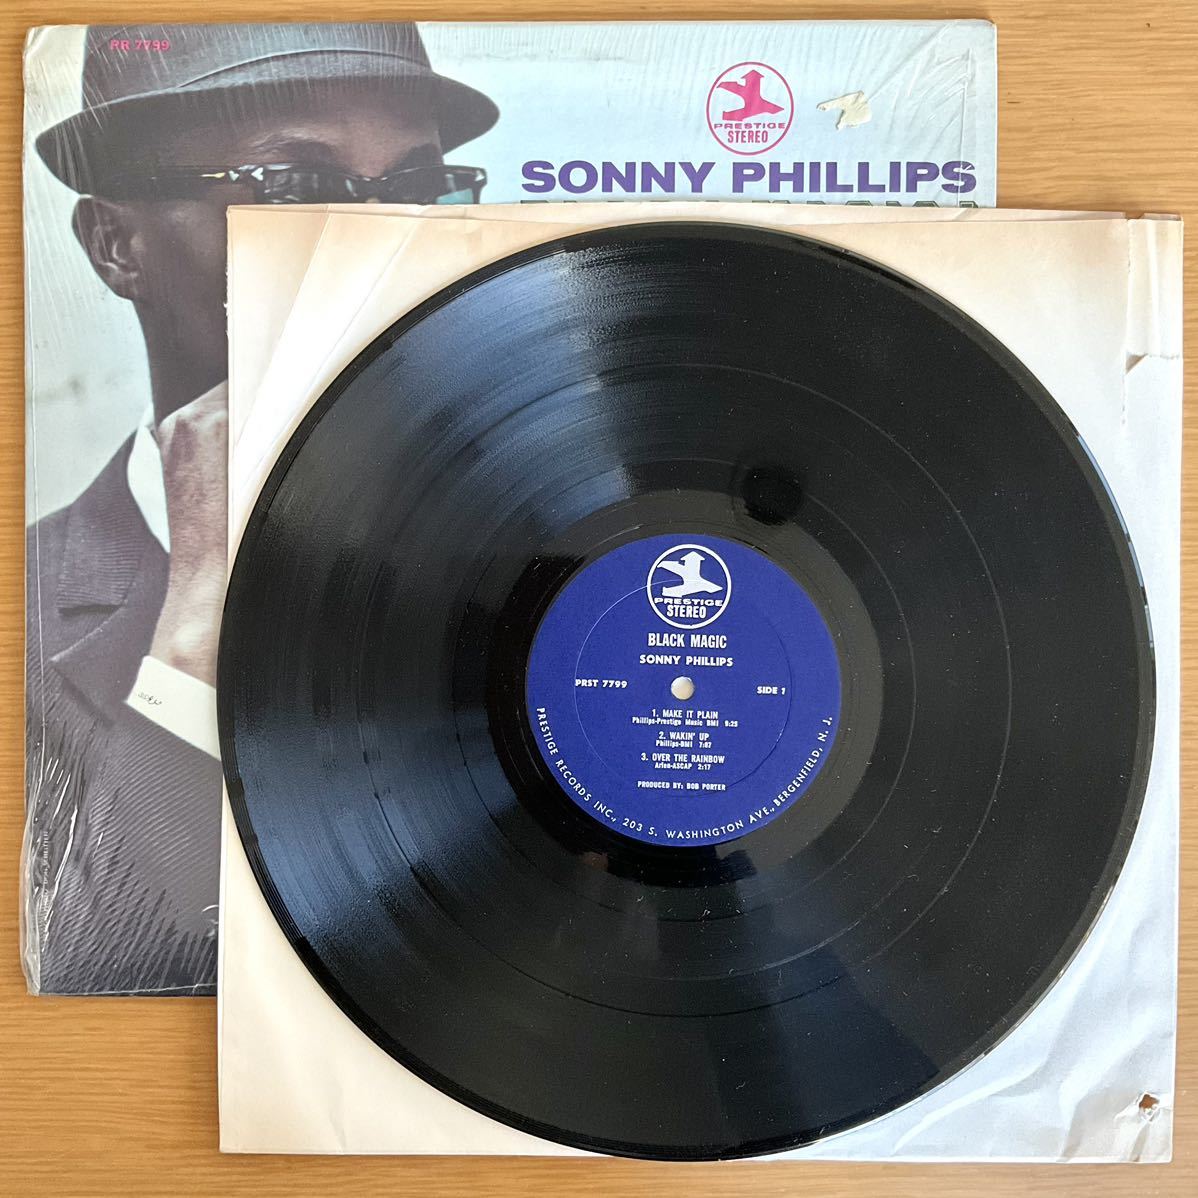 PR 7799
PRESTIGE
STEREO
SONNY PHILLIPS
PRESTIGE
STEREO
BLACK MAGIC
SONNY PHILLIPS
PRST 7799
SIDE 1
1. MAKE IT PLAIN
Phillips-Prestige Music BMI 9:25
2. WAKIN' UP
Phillips-BMI 7:07
3. OVER THE RAINBOW
Arlen-ASCAP 2:17
PRODUCED BY: BOB PORTER
PRESTIGE RECORDS INC., 203 S. WASHINGTON AVE., BERGENFIELD, N. J.